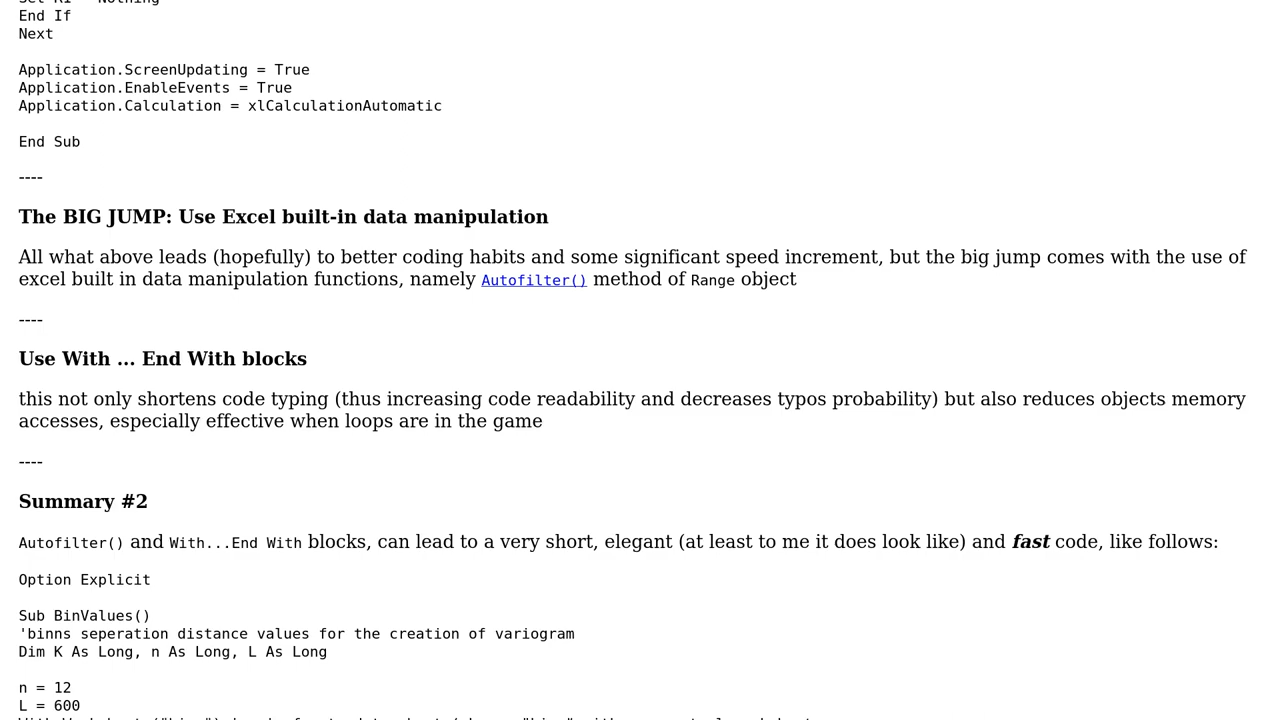 End If
Next
Application.ScreenUpdating = True
Application.EnableEvents = True
Application.Calculation = xlCalculationAutomatic
End Sub
----
The BIG JUMP: Use Excel built-in data manipulation
All what above leads (hopefully) to better coding habits and some significant speed increment, but the big jump comes with the use of
excel built in data manipulation functions, namely Autofilter() method of Range object
----
Use With ... End With blocks
this not only shortens code typing (thus increasing code readability and decreases typos probability) but also reduces objects memory
accesses, especially effective when loops are in the game
----
Summary #2
Autofilter() and With...End With blocks, can lead to a very short, elegant (at least to me it does look like) and fast code, like follows:
Option Explicit
Sub BinValues()
'binns seperation distance values for the creation of variogram
Dim K As Long, n As Long, L As Long
n = 12
L = 600